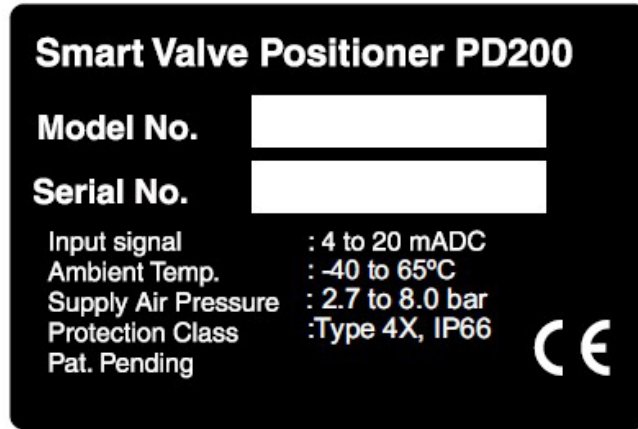 Smart Valve Positioner PD200
Model No.
Serial No.
Input signal : 4 to 20 mADC
Ambient Temp. : -40 to 65ºC
Supply Air Pressure : 2.7 to 8.0 bar
Protection Class :Type 4X, IP66
Pat. Pending
CE